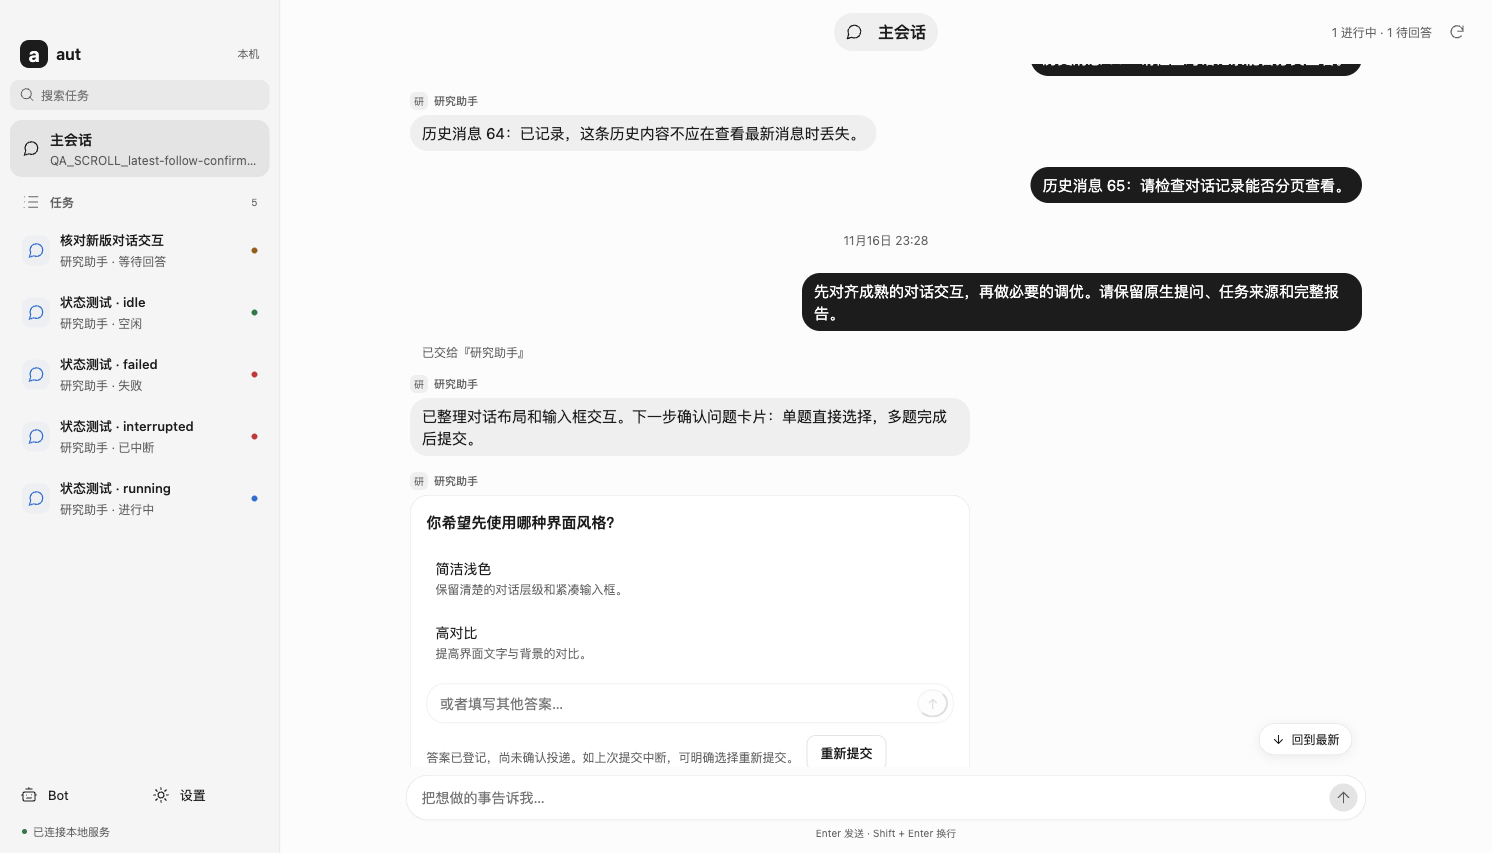 a aut
本机
搜索任务
主会话
QA_SCROLL_latest-follow-confirm...
任务
5
核对新版对话交互
研究助手 · 等待回答
状态测试 · idle
研究助手 · 空闲
状态测试 · failed
研究助手 · 失败
状态测试 · interrupted
研究助手 · 已中断
状态测试 · running
研究助手 · 进行中
Bot
设置
已连接本地服务
主会话
1 进行中 · 1 待回答
研 研究助手
历史消息 64：已记录，这条历史内容不应在查看最新消息时丢失。
历史消息 65：请检查对话记录能否分页查看。
11月16日 23:28
先对齐成熟的对话交互，再做必要的调优。请保留原生提问、任务来源和完整报
告。
已交给『研究助手』
研 研究助手
已整理对话布局和输入框交互。下一步确认问题卡片：单题直接选择，多题完成
后提交。
研 研究助手
你希望先使用哪种界面风格?
简洁浅色
保留清楚的对话层级和紧凑输入框。
高对比
提高界面文字与背景的对比。
或者填写其他答案...
答案已登记，尚未确认投递。如上次提交中断，可明确选择重新提交。
重新提交
回到最新
把想做的事告诉我...
Enter 发送 · Shift + Enter 换行